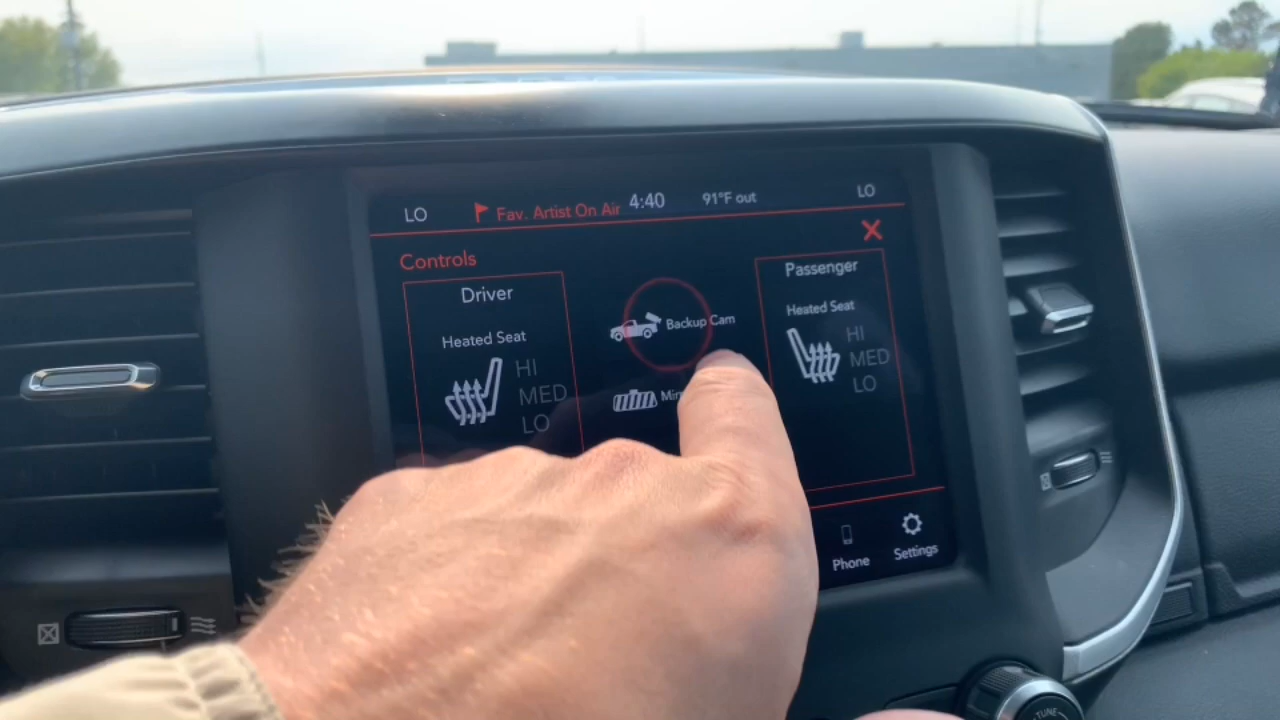 LO Fav. Artist On Air 4:40 91°F out LO
Controls
Driver
Heated Seat
HI
MED
LO
Backup Cam
Passenger
Heated Seat
HI
MED
LO
Phone
Settings
TUNE